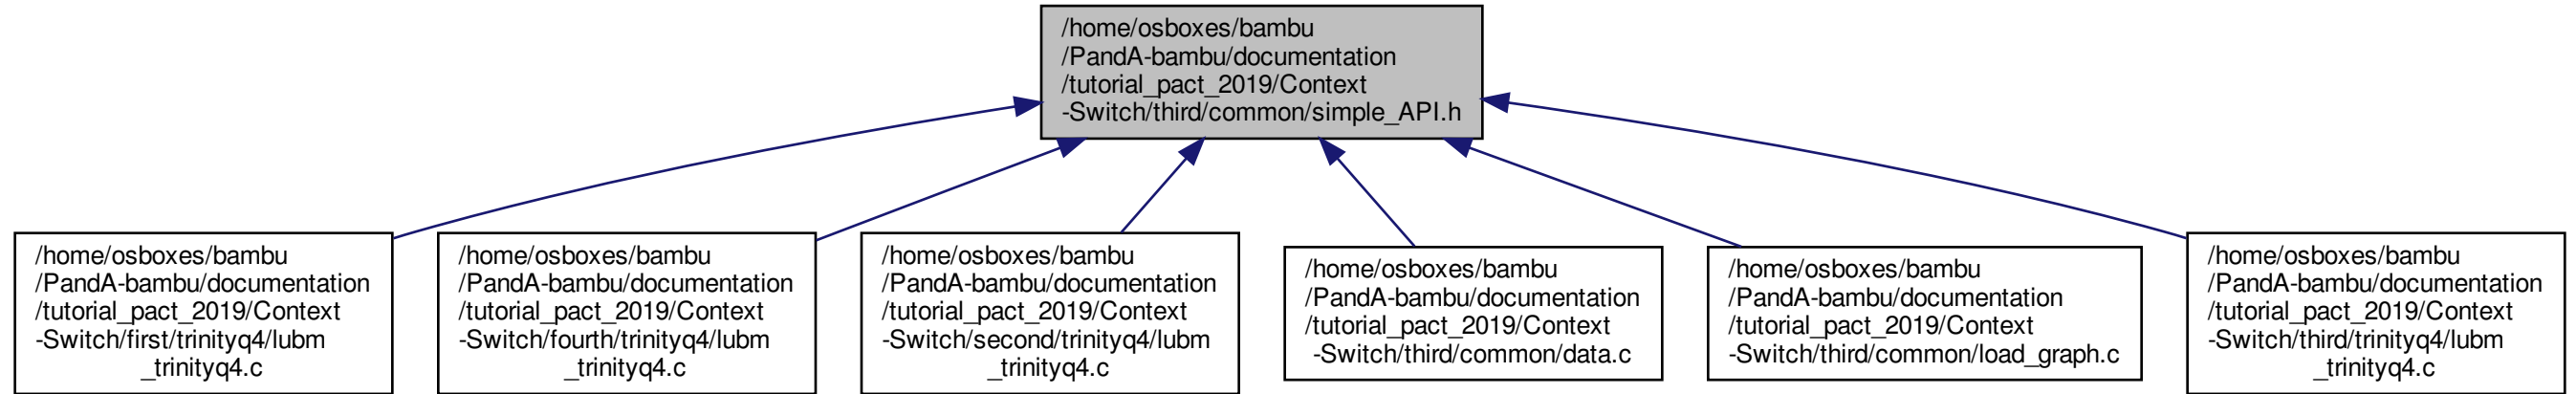 /home/osboxes/bambu
/PandA-bambu/documentation
/tutorial_pact_2019/Context
-Switch/third/common/simple_API.h
/home/osboxes/bambu
/PandA-bambu/documentation
/tutorial_pact_2019/Context
-Switch/first/trinityq4/lubm
_trinityq4.c
/home/osboxes/bambu
/PandA-bambu/documentation
/tutorial_pact_2019/Context
-Switch/fourth/trinityq4/lubm
_trinityq4.c
/home/osboxes/bambu
/PandA-bambu/documentation
/tutorial_pact_2019/Context
-Switch/second/trinityq4/lubm
_trinityq4.c
/home/osboxes/bambu
/PandA-bambu/documentation
/tutorial_pact_2019/Context
-Switch/third/common/data.c
/home/osboxes/bambu
/PandA-bambu/documentation
/tutorial_pact_2019/Context
-Switch/third/common/load_graph.c
/home/osboxes/bambu
/PandA-bambu/documentation
/tutorial_pact_2019/Context
-Switch/third/trinityq4/lubm
_trinityq4.c